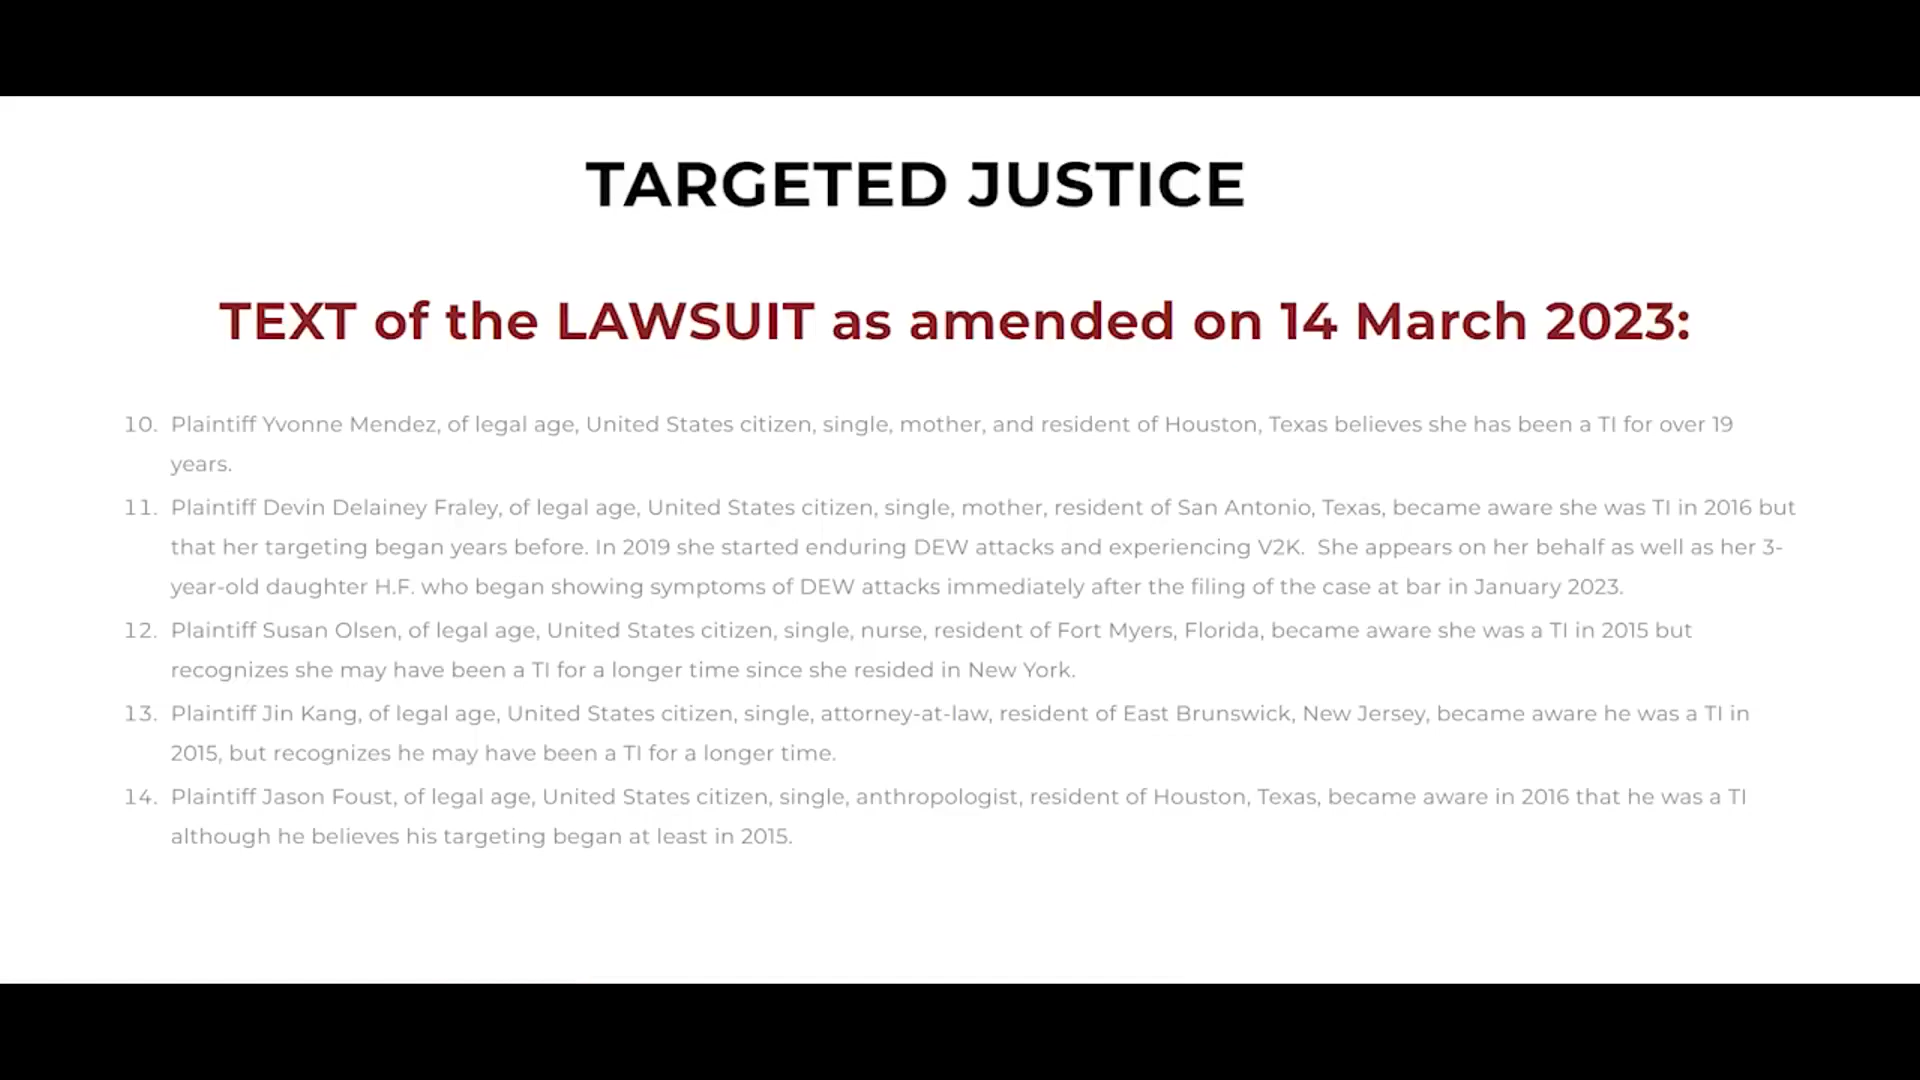 TARGETED JUSTICE
TEXT of the LAWSUIT as amended on 14 March 2023:
10. Plaintiff Yvonne Mendez, of legal age, United States citizen, single, mother, and resident of Houston, Texas believes she has been a TI for over 19
years.
11. Plaintiff Devin Delainey Fraley, of legal age, United States citizen, single, mother, resident of San Antonio, Texas, became aware she was TI in 2016 but
that her targeting began years before. In 2019 she started enduring DEW attacks and experiencing V2K.  She appears on her behalf as well as her 3-
year-old daughter H.F. who began showing symptoms of DEW attacks immediately after the filing of the case at bar in January 2023.
12. Plaintiff Susan Olsen, of legal age, United States citizen, single, nurse, resident of Fort Myers, Florida, became aware she was a TI in 2015 but
recognizes she may have been a TI for a longer time since she resided in New York.
13. Plaintiff Jin Kang, of legal age, United States citizen, single, attorney-at-law, resident of East Brunswick, New Jersey, became aware he was a TI in
2015, but recognizes he may have been a TI for a longer time.
14. Plaintiff Jason Foust, of legal age, United States citizen, single, anthropologist, resident of Houston, Texas, became aware in 2016 that he was a TI
although he believes his targeting began at least in 2015.